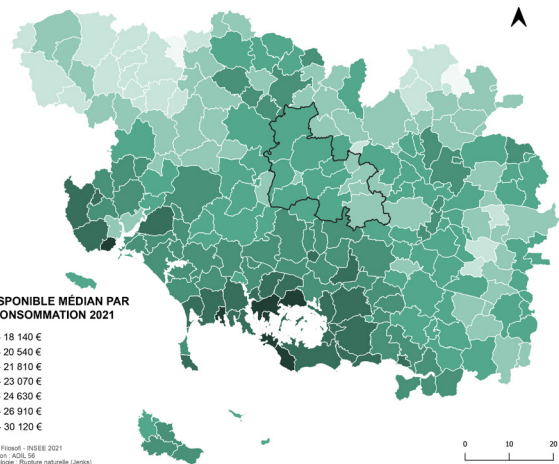 SPONIBLE MÉDIAN PAR
ONSOMMATION 2021
18 140 €
- 20 540 €
- 21 810 €
- 23 070 €
- 24 630 €
- 26 910 €
- 30 120 €
Filosofi - INSEE 2021
on : ADIL 56
ologie : Rupture naturelle (Jenks)
0 10 20